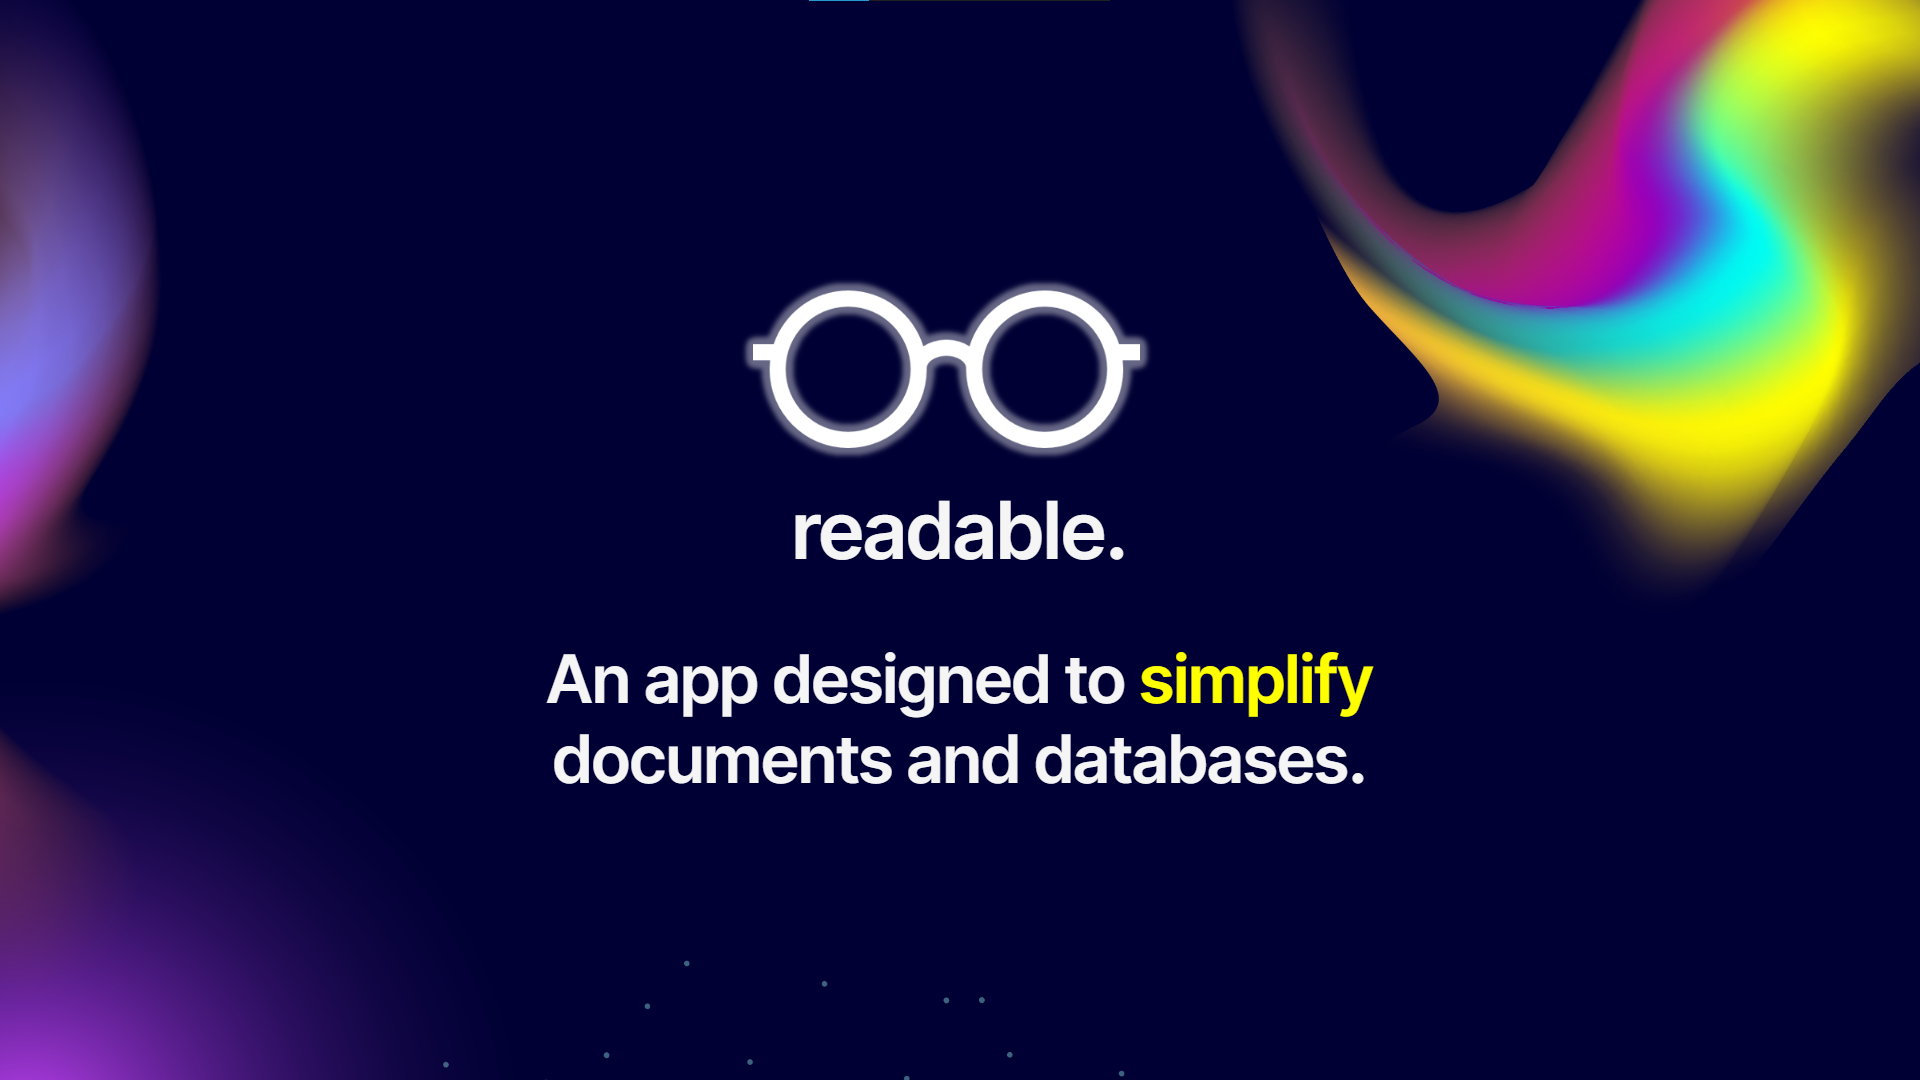 readable.
An app designed to simplify
documents and databases.